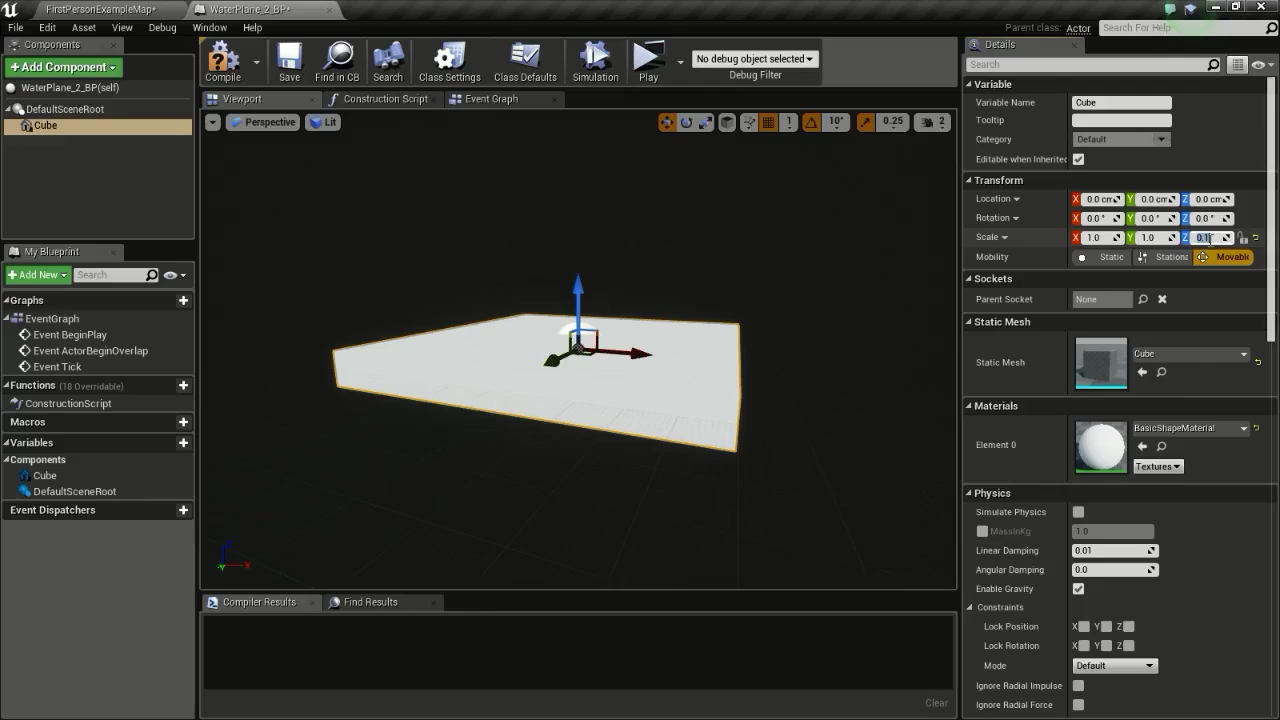 FirstPersonExampleMap*
WaterPlane_2_BP*
File Edit Asset View Debug Window Help
Parent class: Actor
Search For Help
Components
Add Component
WaterPlane_2_BP(self)
DefaultSceneRoot
Cube
My Blueprint
Add New
Search
Graphs
EventGraph
Event BeginPlay
Event ActorBeginOverlap
Event Tick
Functions (18 Overridable)
ConstructionScript
Macros
Variables
Components
Cube
DefaultSceneRoot
Event Dispatchers
Compile
Save
Find in CB
Search
Class Settings
Class Defaults
Simulation
Play
No debug object selected
Debug Filter
Viewport
Construction Script
Event Graph
Perspective
Lit
1
10°
0.25
2
Compiler Results
Find Results
Clear
Details
Search
Variable
Variable Name Cube
Tooltip
Category Default
Editable when Inherited
Transform
Location X 0.0 cm Y 0.0 cm Z 0.0 cm
Rotation X 0.0 ° Y 0.0 ° Z 0.0 °
Scale X 1.0 Y 1.0 Z 0.1
Mobility Static Stationa Movable
Sockets
Parent Socket None
Static Mesh
Static Mesh Cube
Materials
Element 0 BasicShapeMaterial
Textures
Physics
Simulate Physics
MassInKg 1.0
Linear Damping 0.01
Angular Damping 0.0
Enable Gravity
Constraints
Lock Position X Y Z
Lock Rotation X Y Z
Mode Default
Ignore Radial Impulse
Ignore Radial Force